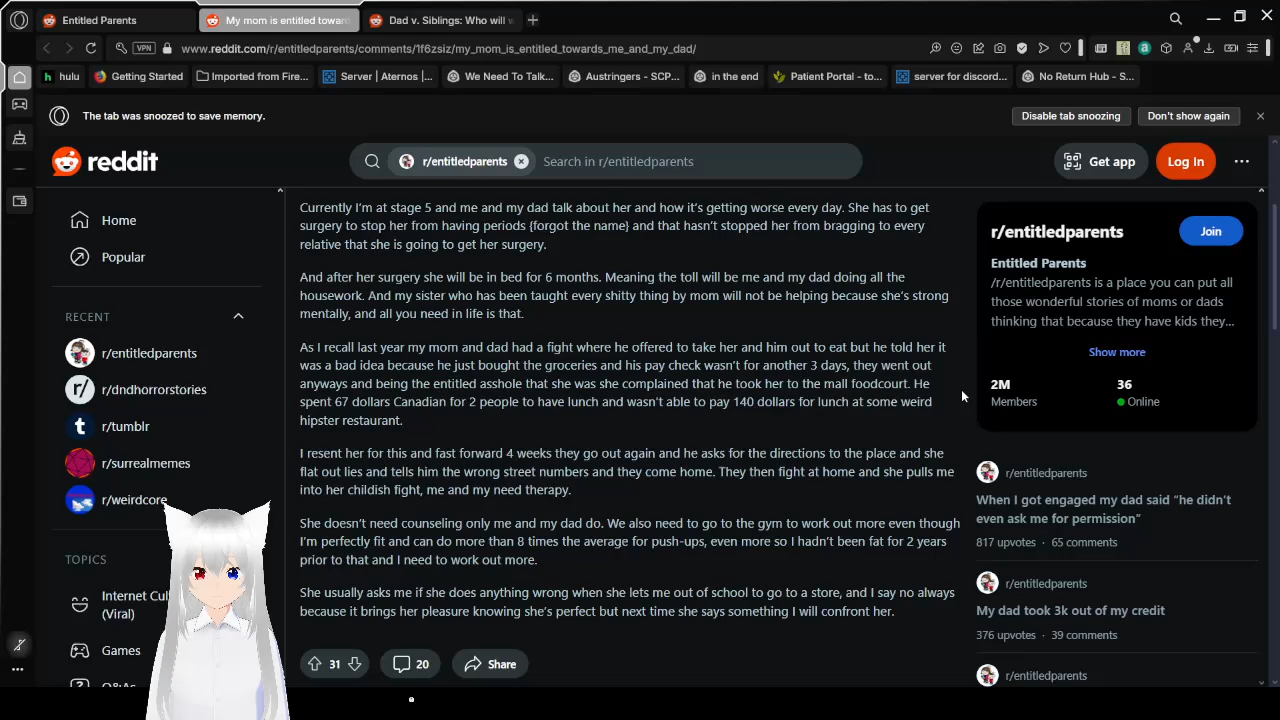 Entitled Parents
My mom is entitled toward
Dad v. Siblings: Who will w
VPN
www.reddit.com/r/entitledparents/comments/1f6zsiz/my_mom_is_entitled_towards_me_and_my_dad/
hulu
Getting Started
Imported from Fire...
Server | Aternos |...
We Need To Talk...
Austringers - SCP...
in the end
Patient Portal - to...
server for discord...
No Return Hub - S...
The tab was snoozed to save memory.
Disable tab snoozing
Don't show again
reddit
r/entitledparents
Search in r/entitledparents
Get app
Log In
Home
Popular
RECENT
r/entitledparents
r/dndhorrorstories
r/tumblr
r/surrealmemes
r/weirdcore
TOPICS
Internet Cul
(Viral)
Games
Currently I'm at stage 5 and me and my dad talk about her and how it's getting worse every day. She has to get
surgery to stop her from having periods {forgot the name} and that hasn't stopped her from bragging to every
relative that she is going to get her surgery.
And after her surgery she will be in bed for 6 months. Meaning the toll will be me and my dad doing all the
housework. And my sister who has been taught every shitty thing by mom will not be helping because she's strong
mentally, and all you need in life is that.
As I recall last year my mom and dad had a fight where he offered to take her and him out to eat but he told her it
was a bad idea because he just bought the groceries and his pay check wasn't for another 3 days, they went out
anyways and being the entitled asshole that she was she complained that he took her to the mall foodcourt. He
spent 67 dollars Canadian for 2 people to have lunch and wasn't able to pay 140 dollars for lunch at some weird
hipster restaurant.
I resent her for this and fast forward 4 weeks they go out again and he asks for the directions to the place and she
flat out lies and tells him the wrong street numbers and they come home. They then fight at home and she pulls me
into her childish fight, me and my need therapy.
She doesn't need counseling only me and my dad do. We also need to go to the gym to work out more even though
I'm perfectly fit and can do more than 8 times the average for push-ups, even more so I hadn't been fat for 2 years
prior to that and I need to work out more.
She usually asks me if she does anything wrong when she lets me out of school to go to a store, and I say no always
because it brings her pleasure knowing she's perfect but next time she says something I will confront her.
31
20
Share
r/entitledparents
Join
Entitled Parents
/r/entitledparents is a place you can put all
those wonderful stories of moms or dads
thinking that because they have kids they...
Show more
2M
36
Members
Online
r/entitledparents
When I got engaged my dad said "he didn't
even ask me for permission"
817 upvotes · 65 comments
r/entitledparents
My dad took 3k out of my credit
376 upvotes · 39 comments
r/entitledparents